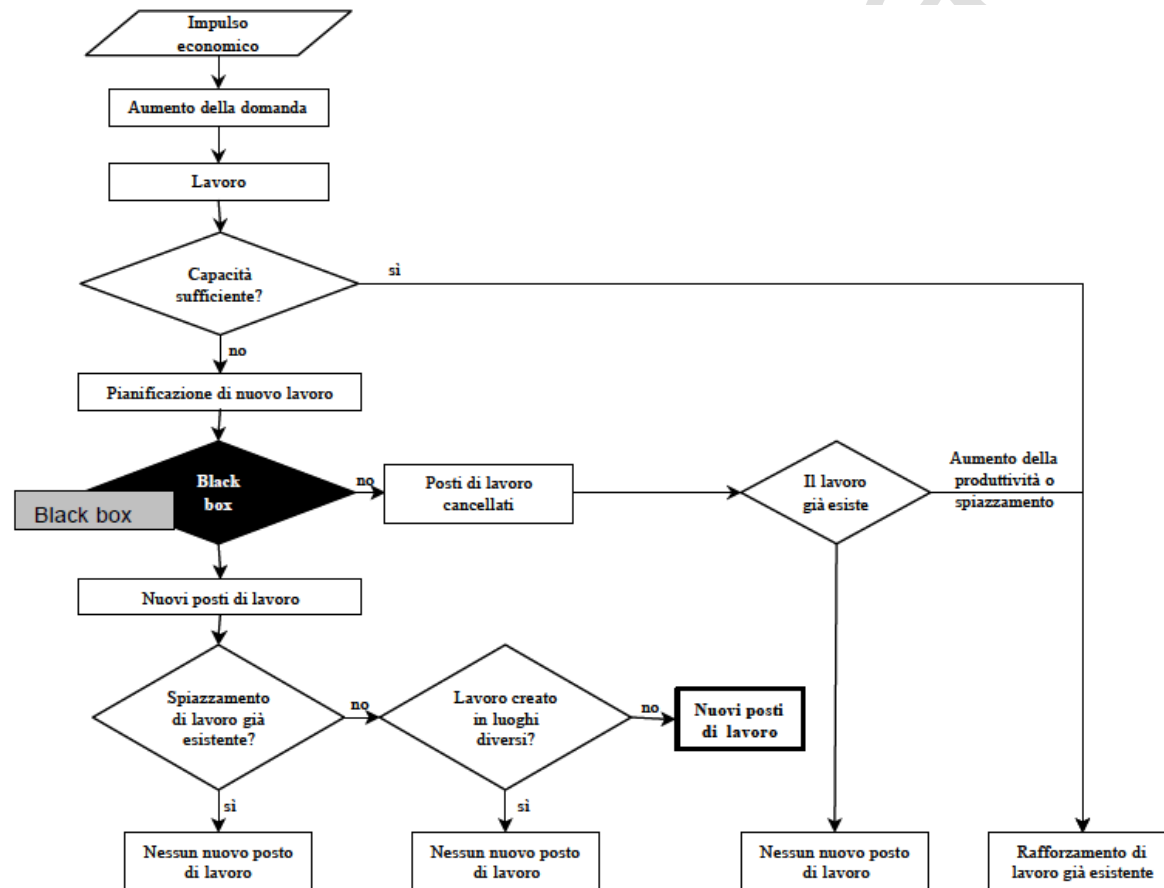 Impulso
economico
Aumento della domanda
Lavoro
Capacità
sufficiente?
sì
no
Pianificazione di nuovo lavoro
Black
box
Black box
no
Posti di lavoro
cancellati
Il lavoro
già esiste
Aumento della
produttività o
spiazzamento
Nuovi posti di lavoro
Spiazzamento
di lavoro già
esistente?
no
Lavoro creato
in luoghi
diversi?
no
Nuovi posti
di lavoro
sì
sì
Nessun nuovo posto
di lavoro
Nessun nuovo posto
di lavoro
Nessun nuovo posto
di lavoro
Rafforzamento di
lavoro già esistente